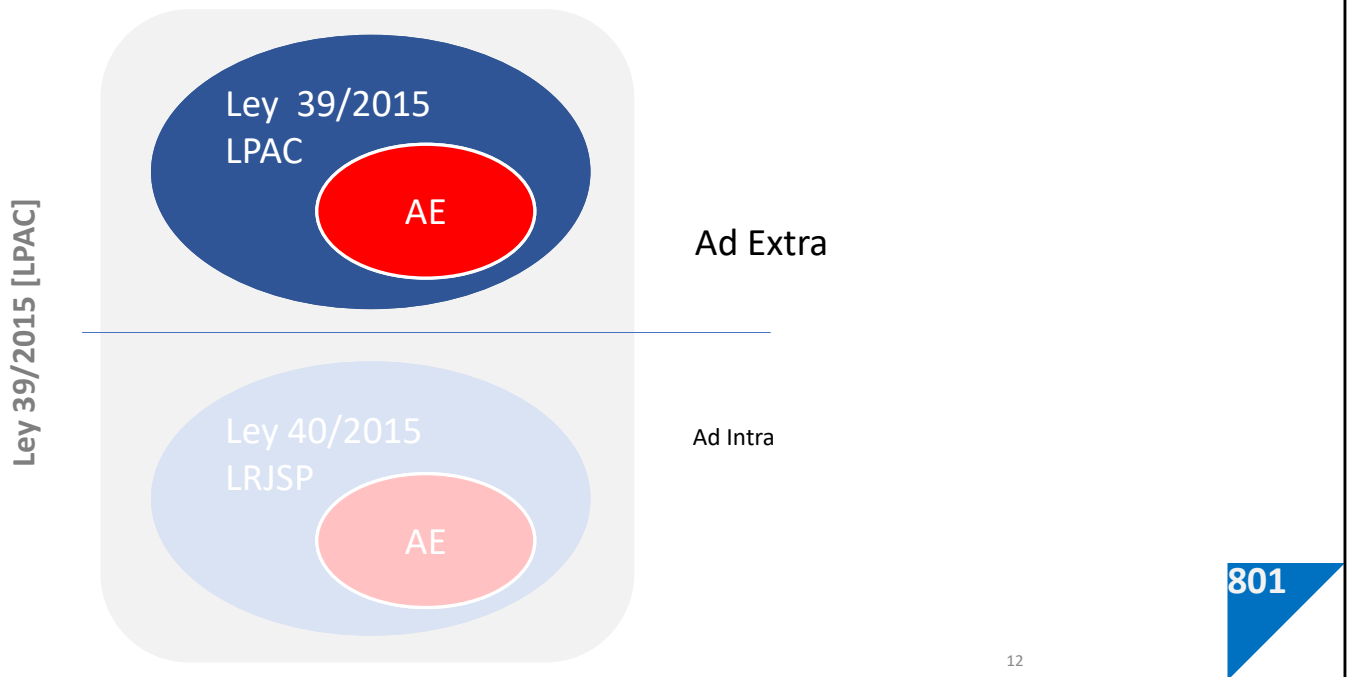 Ley 39/2015 [LPAC]
Ley 39/2015
LPAC
AE
Ad Extra
Ley 40/2015
LRJSP
AE
Ad Intra
801
12